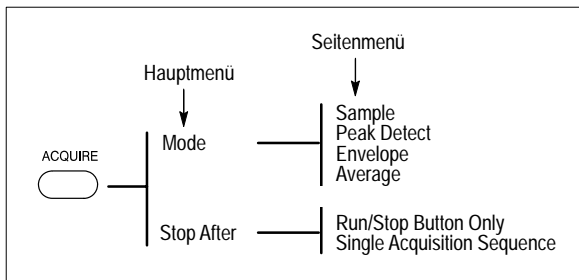 Seitenmenü
Hauptmenü
Sample
Peak Detect
Envelope
Average
Mode
ACQUIRE
Run/Stop Button Only
Stop After
Single Acquisition Sequence